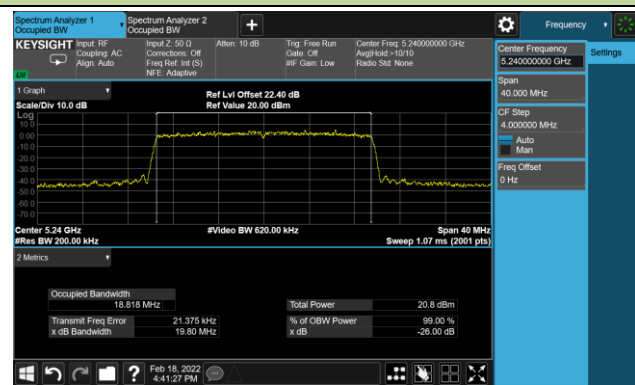 Spectrum Analyzer 1
Occupied BW
Spectrum Analyzer 2
Occupied BW
+
Frequency
KEYSIGHT
Input: RF
Coupling: AC
Align: Auto
Input Z: 50 Ω
Corrections: Off
Freq Ref: Int (S)
NFE: Adaptive
Atten: 10 dB
Trig: Free Run
Gate: Off
#IF Gain: Low
Center Freq: 5.240000000 GHz
Avg|Hold:>10/10
Radio Std: None
LXI
Center Frequency
5.240000000 GHz
Settings
Span
40.000 MHz
CF Step
4.000000 MHz
Auto
Man
Freq Offset
0 Hz
1 Graph
Scale/Div 10.0 dB
Ref Lvl Offset 22.40 dB
Ref Value 20.00 dBm
Log
10.0
0.00
-10.0
-20.0
-30.0
-40.0
-50.0
-60.0
-70.0
Center 5.24 GHz
#Res BW 200.00 kHz
#Video BW 620.00 kHz
Span 40 MHz
Sweep 1.07 ms (2001 pts)
2 Metrics
Occupied Bandwidth
18.818 MHz
Total Power 20.8 dBm
Transmit Freq Error 21.375 kHz
% of OBW Power 99.00 %
x dB Bandwidth 19.80 MHz
x dB -26.00 dB
?
Feb 18, 2022
4:41:27 PM